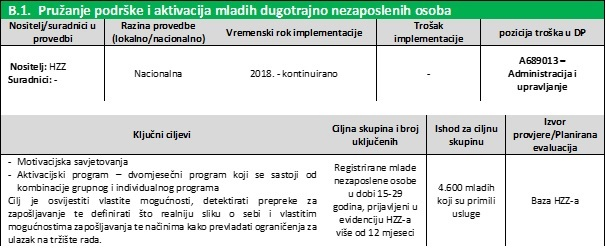 B.1. Pružanje podrške i aktivacija mladih dugotrajno nezaposlenih osoba
Nositelj/suradnici u provedbi
Razina provedbe (lokalno/nacionalno)
Vremenski rok implementacije
Trošak implementacije
pozicija troška u DP
Nositelj: HZZ
Suradnici: -
Nacionalna
2018. - kontinuirano
-
A689013 –
Administracija i
upravljanje
Ključni ciljevi
Ciljna skupina i broj
uključenih
Ishod za ciljnu
skupinu
Izvor
provjere/Planirana
evaluacija
- Motivacijska savjetovanja
- Aktivacijski program – dvomjesečni program koji se sastoji od
kombinacije grupnog i individualnog programa
Cilj je osvijestiti vlastite mogućnosti, detektirati prepreke za
zapošljavanje te definirati što realniju sliku o sebi i vlastitim
mogućnostima zapošljavanja te načinima kako prevladati ograničenja za
ulazak na tržište rada.
Registrirane mlade
nezaposlene osobe
u dobi 15-29
godina, prijavljeni u
evidenciju HZZ-a
više od 12 mjeseci
4.600 mladih
koji su primili
usluge
Baza HZZ-a